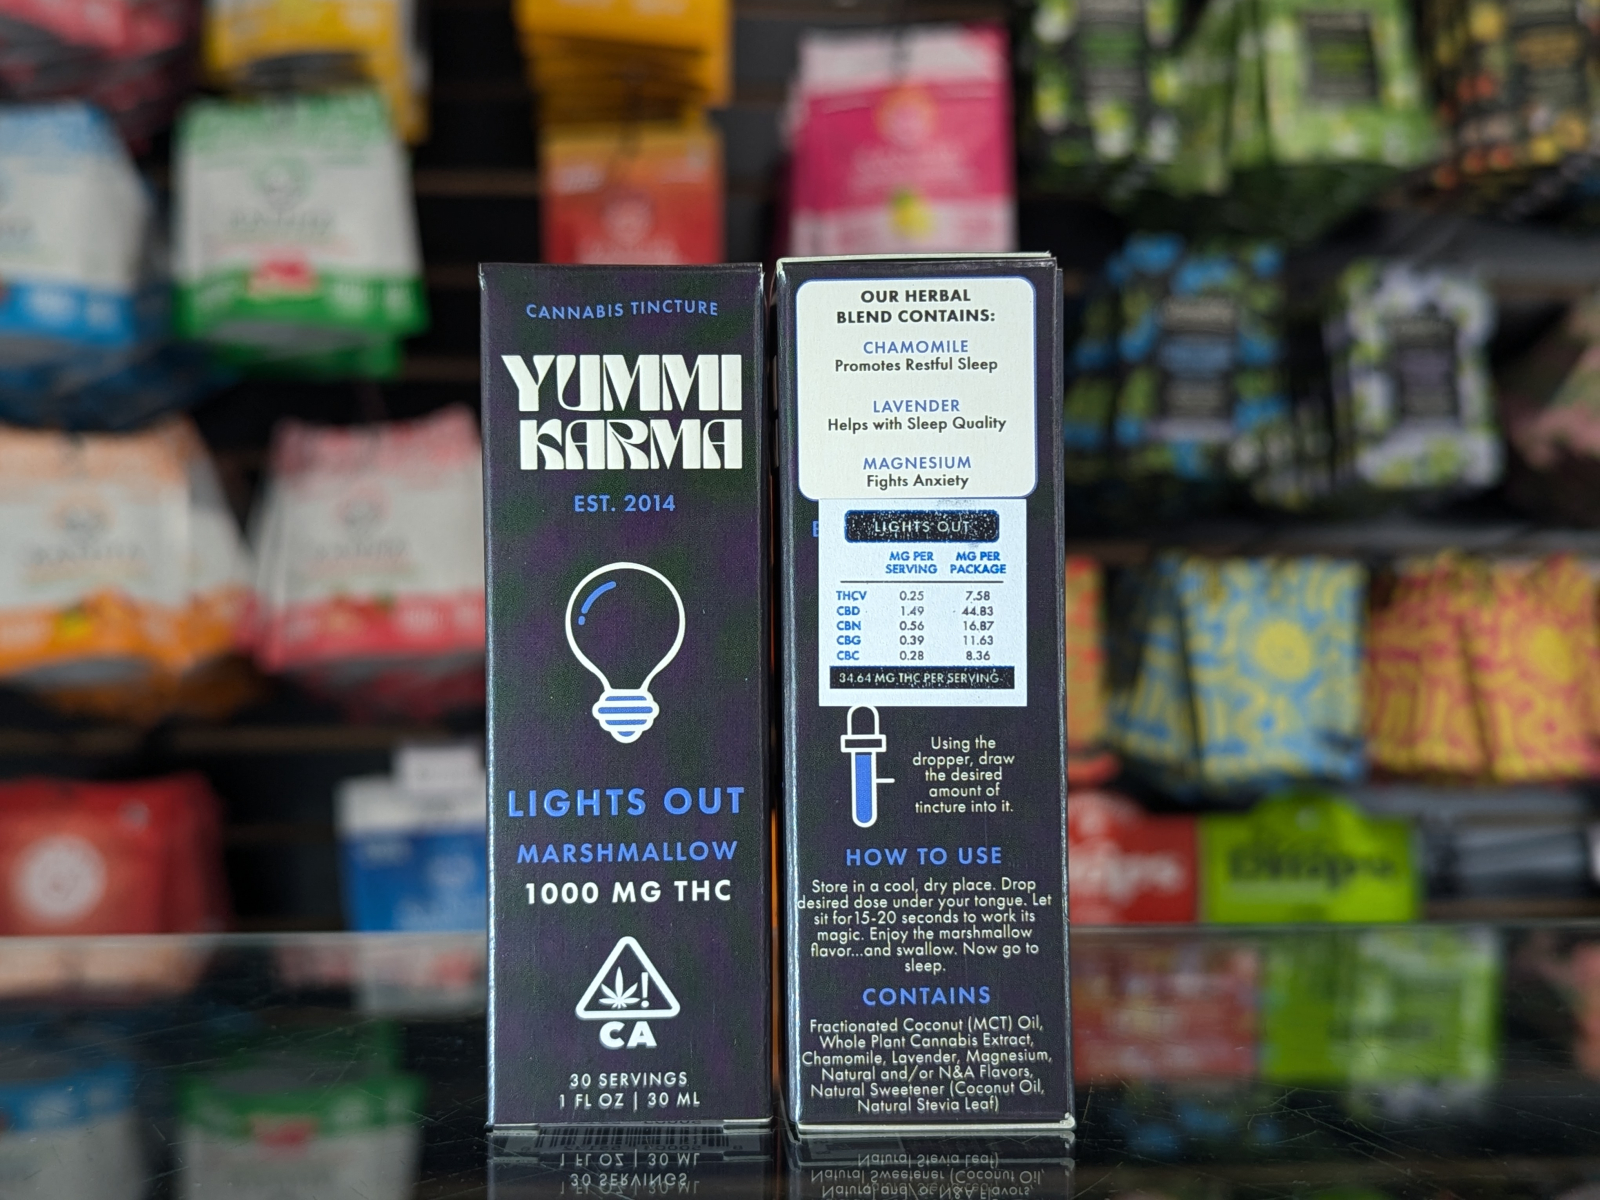 CANNABIS TINCTURE
YUMMI
KARMA
EST. 2014
LIGHTS OUT
MARSHMALLOW
1000 MG THC
CA
30 SERVINGS
1 FL OZ | 30 ML
OUR HERBAL
BLEND CONTAINS:
CHAMOMILE
Promotes Restful Sleep
LAVENDER
Helps with Sleep Quality
MAGNESIUM
Fights Anxiety
LIGHTS OUT
MG PER MG PER
SERVING PACKAGE
THCV 0.25 7.58
CBD 1.49 44.83
CBN 0.56 16.87
CBG 0.39 11.63
CBC 0.28 8.36
34.64 MG THC PER SERVING
Using the
dropper, draw
the desired
amount of
tincture into it.
HOW TO USE
Store in a cool, dry place. Drop
desired dose under your tongue. Let
sit for15-20 seconds to work its
magic. Enjoy the marshmallow
flavor...and swallow. Now go to
sleep.
CONTAINS
Fractionated Coconut (MCT) Oil,
Whole Plant Cannabis Extract,
Chamomile, Lavender, Magnesium,
Natural and/or N&A Flavors,
Natural Sweetener (Coconut Oil,
Natural Stevia Leaf)
Drops